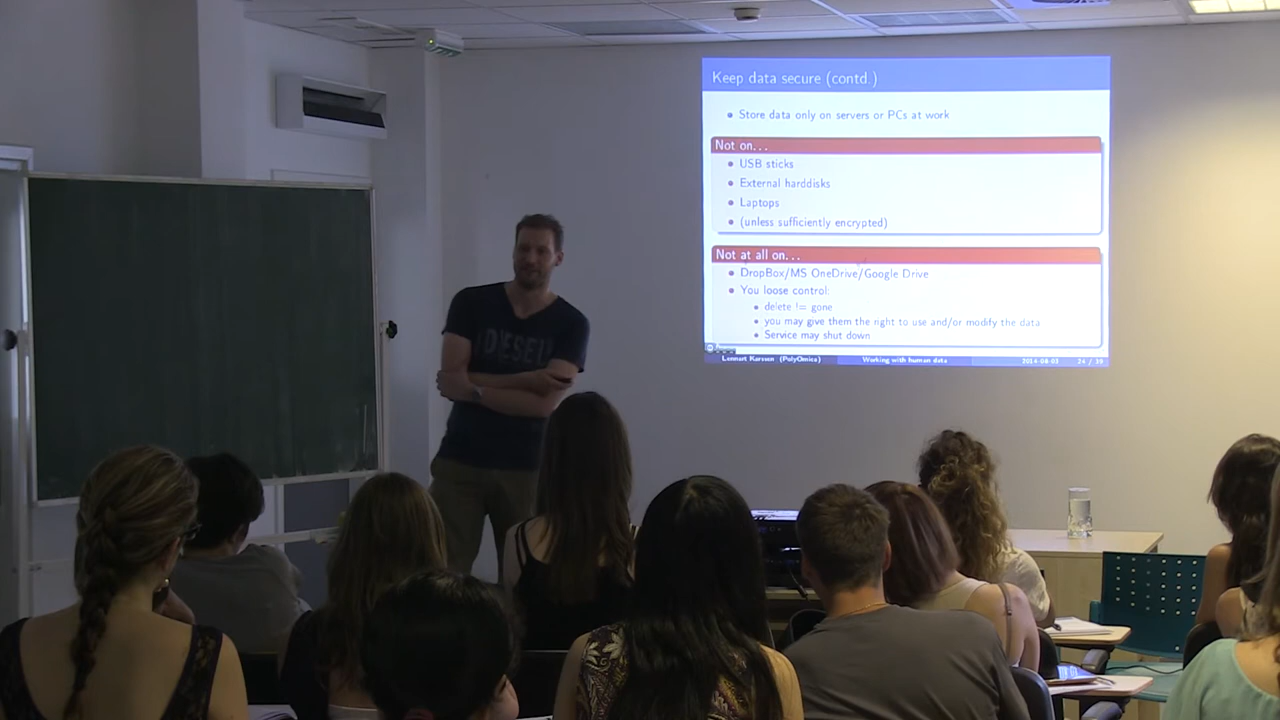 Keep data secure (contd.)
Store data only on servers or PCs at work
Not on...
USB sticks
External harddisks
Laptops
(unless sufficiently encrypted)
Not at all on...
DropBox/MS OneDrive/Google Drive
You loose control:
delete != gone
you may give them the right to use and/or modify the data
Service may shut down
Lennart Karssen (PolyOmica) Working with human data 2014-08-03 24 / 39
DIESEL